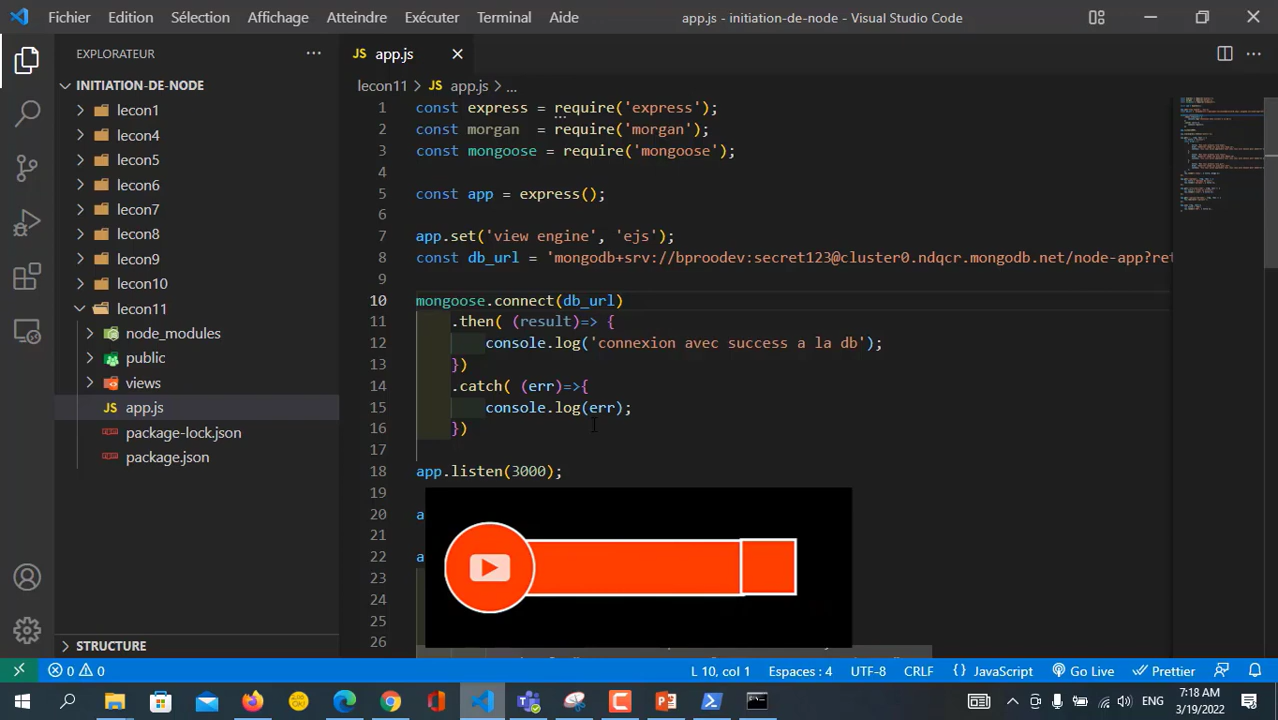 Fichier Edition Sélection Affichage Atteindre Exécuter Terminal Aide
app.js - initiation-de-node - Visual Studio Code
EXPLORATEUR
INITIATION-DE-NODE
lecon1
lecon4
lecon5
lecon6
lecon7
lecon8
lecon9
lecon10
lecon11
node_modules
public
views
JS app.js
package-lock.json
package.json
STRUCTURE
JS app.js
lecon11 > JS app.js > ...
1 const express = require('express');
2 const morgan = require('morgan');
3 const mongoose = require('mongoose');
4
5 const app = express();
6
7 app.set('view engine', 'ejs');
8 const db_url = 'mongodb+srv://bproodev:secret123@cluster0.ndqcr.mongodb.net/node-app?ret
9
10 mongoose.connect(db_url)
11 .then( (result)=> {
12 console.log('connexion avec success a la db');
13 })
14 .catch( (err)=>{
15 console.log(err);
16 })
17
18 app.listen(3000);
19
20 a
21
22 a
23
24
25
26
0 0 L 10, col 1 Espaces : 4 UTF-8 CRLF {} JavaScript Go Live Prettier
ENG 7:18 AM
3/19/2022